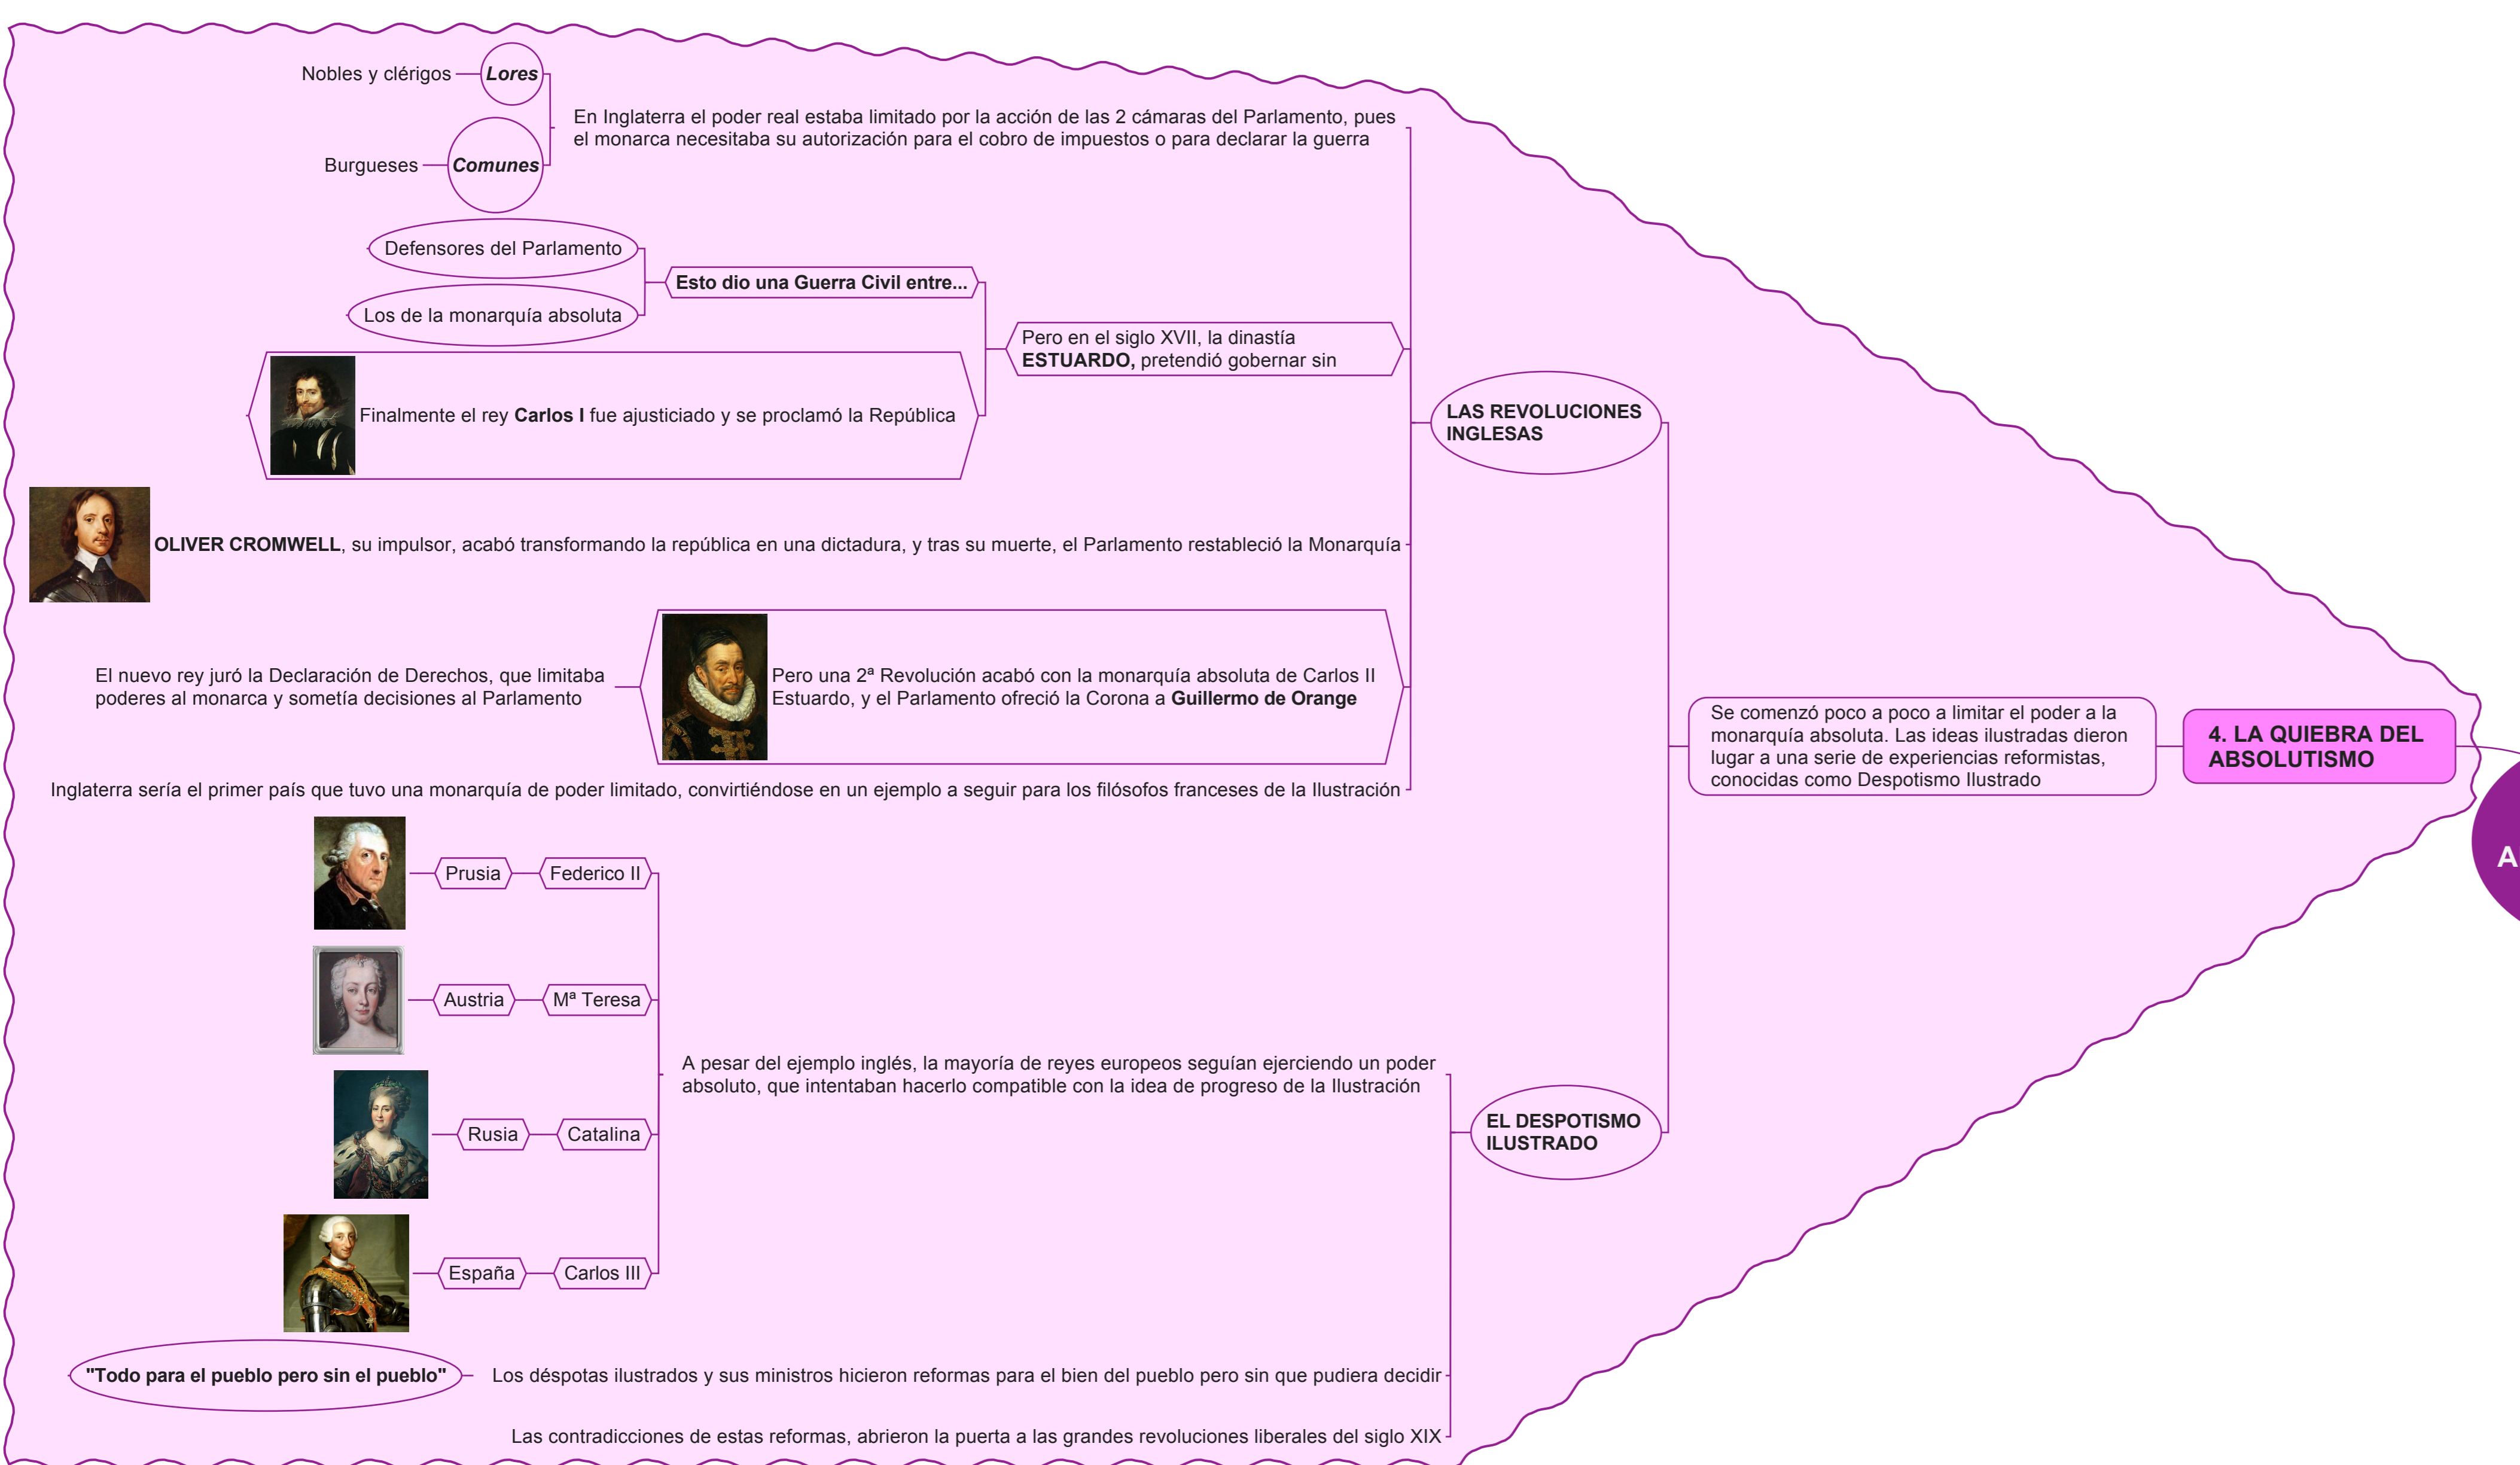 4. LA QUIEBRA DEL
ABSOLUTISMO
Se comenzó poco a poco a limitar el poder a la
monarquía absoluta. Las ideas ilustradas dieron
lugar a una serie de experiencias reformistas,
conocidas como Despotismo Ilustrado
LAS REVOLUCIONES
INGLESAS
En Inglaterra el poder real estaba limitado por la acción de las 2 cámaras del Parlamento, pues
el monarca necesitaba su autorización para el cobro de impuestos o para declarar la guerra
Lores
Nobles y clérigos
Comunes
Burgueses
Pero en el siglo XVII, la dinastía
ESTUARDO, pretendió gobernar sin
Esto dio una Guerra Civil entre...
Defensores del Parlamento
Los de la monarquía absoluta
Finalmente el rey Carlos I fue ajusticiado y se proclamó la República
OLIVER CROMWELL, su impulsor, acabó transformando la república en una dictadura, y tras su muerte, el Parlamento restableció la Monarquía
Pero una 2ª Revolución acabó con la monarquía absoluta de Carlos II
Estuardo, y el Parlamento ofreció la Corona a Guillermo de Orange
El nuevo rey juró la Declaración de Derechos, que limitaba
poderes al monarca y sometía decisiones al Parlamento
Inglaterra sería el primer país que tuvo una monarquía de poder limitado, convirtiéndose en un ejemplo a seguir para los filósofos franceses de la Ilustración
EL DESPOTISMO
ILUSTRADO
A pesar del ejemplo inglés, la mayoría de reyes europeos seguían ejerciendo un poder
absoluto, que intentaban hacerlo compatible con la idea de progreso de la Ilustración
Federico II
Prusia
Mª Teresa
Austria
Catalina
Rusia
Carlos III
España
Los déspotas ilustrados y sus ministros hicieron reformas para el bien del pueblo pero sin que pudiera decidir
"Todo para el pueblo pero sin el pueblo"
Las contradicciones de estas reformas, abrieron la puerta a las grandes revoluciones liberales del siglo XIX